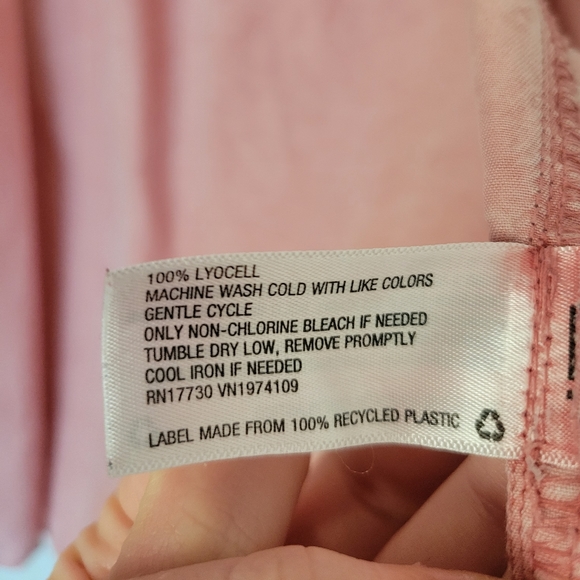 100% LYOCELL
MACHINE WASH COLD WITH LIKE COLORS
GENTLE CYCLE
ONLY NON-CHLORINE BLEACH IF NEEDED
TUMBLE DRY LOW, REMOVE PROMPTLY
COOL IRON IF NEEDED
RN17730 VN1974109
LABEL MADE FROM 100% RECYCLED PLASTIC